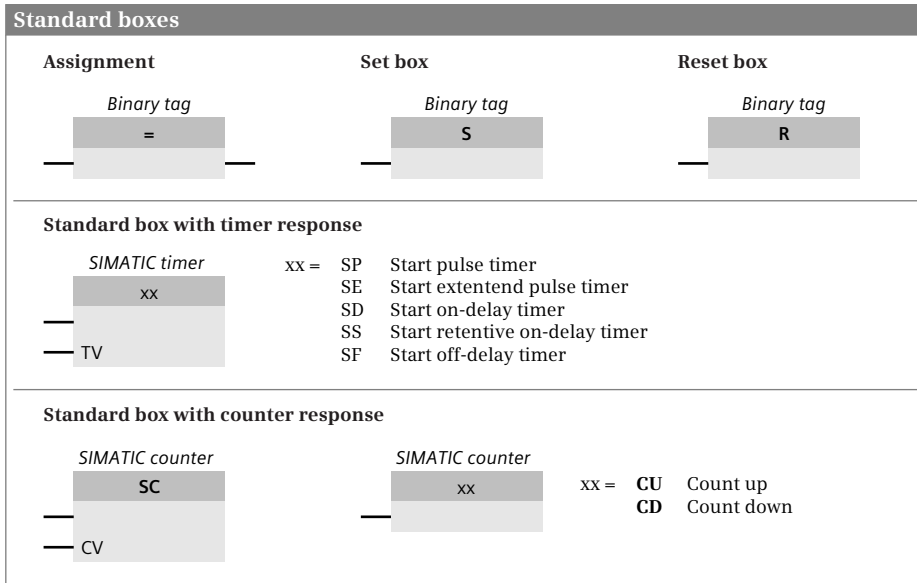 Standard boxes
Assignment Set box Reset box
Binary tag Binary tag Binary tag
= S R
Standard box with timer response
SIMATIC timer xx = SP Start pulse timer
xx SE Start extentend pulse timer
SD Start on-delay timer
SS Start retentive on-delay timer
TV SF Start off-delay timer
Standard box with counter response
SIMATIC counter SIMATIC counter
SC xx xx = CU Count up
CD Count down
CV